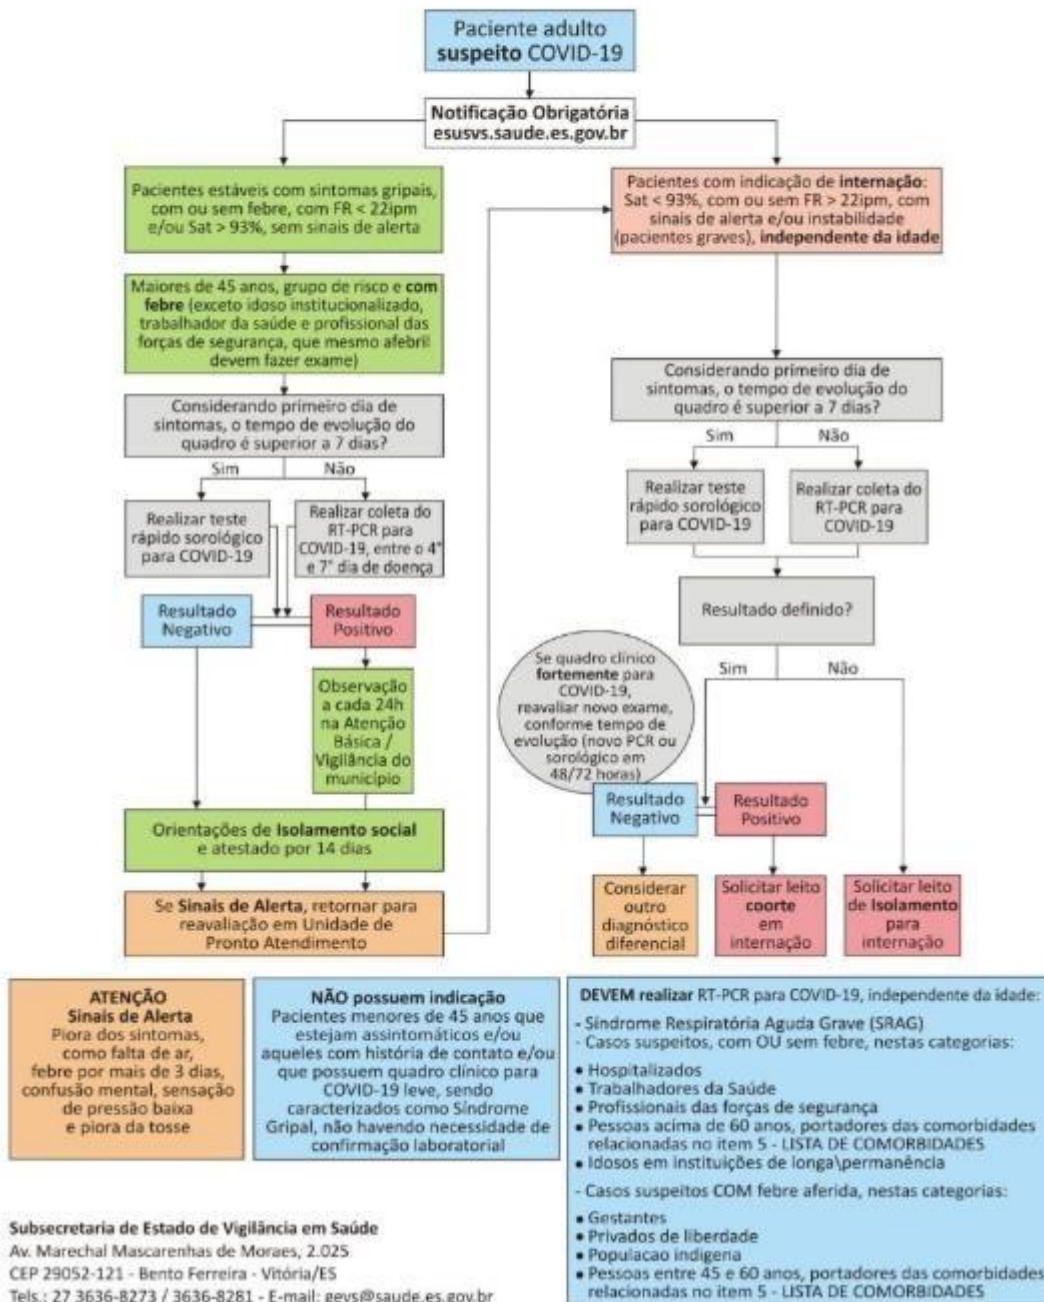 Paciente adulto
suspeito COVID-19
Notificação Obrigatória
esusvs.saude.es.gov.br
Pacientes estáveis com sintomas gripais,
com ou sem febre, com FR < 22ipm
e/ou Sat > 93%, sem sinais de alerta
Pacientes com indicação de internação:
Sat < 93%, com ou sem FR > 22ipm, com
sinais de alerta e/ou instabilidade
(pacientes graves), independente da idade
Maiores de 45 anos, grupo de risco e com
febre (exceto idoso institucionalizado,
trabalhador da saúde e profissional das
forças de segurança, que mesmo afebril
devem fazer exame)
Considerando primeiro dia de
sintomas, o tempo de evolução do
quadro é superior a 7 dias?
Sim Não
Realizar teste
rápido sorológico
para COVID-19
Realizar coleta do
RT-PCR para
COVID-19, entre o 4°
e 7° dia de doença
Resultado
Negativo
Resultado
Positivo
Observação
a cada 24h
na Atenção
Básica /
Vigilância do
município
Orientações de Isolamento social
e atestado por 14 dias
Se Sinais de Alerta, retornar para
reavaliação em Unidade de
Pronto Atendimento
Considerando primeiro dia de
sintomas, o tempo de evolução do
quadro é superior a 7 dias?
Sim Não
Realizar teste
rápido sorológico
para COVID-19
Realizar coleta do
RT-PCR para
COVID-19
Resultado definido?
Sim Não
Se quadro clínico
fortemente para
COVID-19,
reavaliar novo exame,
conforme tempo de
evolução (novo PCR ou
sorológico em
48/72 horas)
Resultado
Negativo
Resultado
Positivo
Considerar
outro
diagnóstico
diferencial
Solicitar leito
coorte
em
internação
Solicitar leito
de Isolamento
para
internação
ATENÇÃO
Sinais de Alerta
Piora dos sintomas,
como falta de ar,
febre por mais de 3 dias,
confusão mental, sensação
de pressão baixa
e piora da tosse
NÃO possuem indicação
Pacientes menores de 45 anos que
estejam assintomáticos e/ou
aqueles com história de contato e/ou
que possuem quadro clínico para
COVID-19 leve, sendo
caracterizados como Síndrome
Gripal, não havendo necessidade de
confirmação laboratorial
DEVEM realizar RT-PCR para COVID-19, independente da idade:
- Síndrome Respiratória Aguda Grave (SRAG)
- Casos suspeitos, com OU sem febre, nestas categorias:
• Hospitalizados
• Trabalhadores da Saúde
• Profissionais das forças de segurança
• Pessoas acima de 60 anos, portadores das comorbidades
relacionadas no item 5 - LISTA DE COMORBIDADES
• Idosos em instituições de longa\permanência
- Casos suspeitos COM febre aferida, nestas categorias:
• Gestantes
• Privados de liberdade
• Populacao indigena
• Pessoas entre 45 e 60 anos, portadores das comorbidades
relacionadas no item 5 - LISTA DE COMORBIDADES
Subsecretaria de Estado de Vigilância em Saúde
Av. Marechal Mascarenhas de Moraes, 2.025
CEP 29052-121 - Bento Ferreira - Vitória/ES
Tels.: 27 3636-8273 / 3636-8281 - E-mail: gevs@saude.es.gov.br